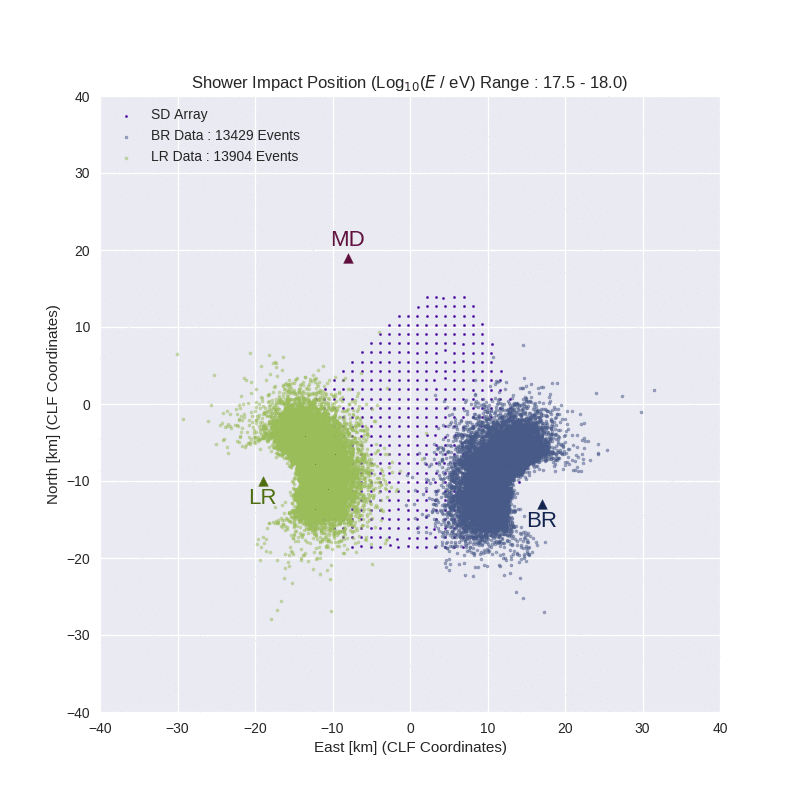 Shower Impact Position (Log₁₀(E / eV) Range : 17.5 - 18.0)
SD Array
BR Data : 13429 Events
LR Data : 13904 Events
MD
LR
BR
40
30
20
10
0
−10
−20
−30
−40
North [km] (CLF Coordinates)
−40
−30
−20
−10
0
10
20
30
40
East [km] (CLF Coordinates)